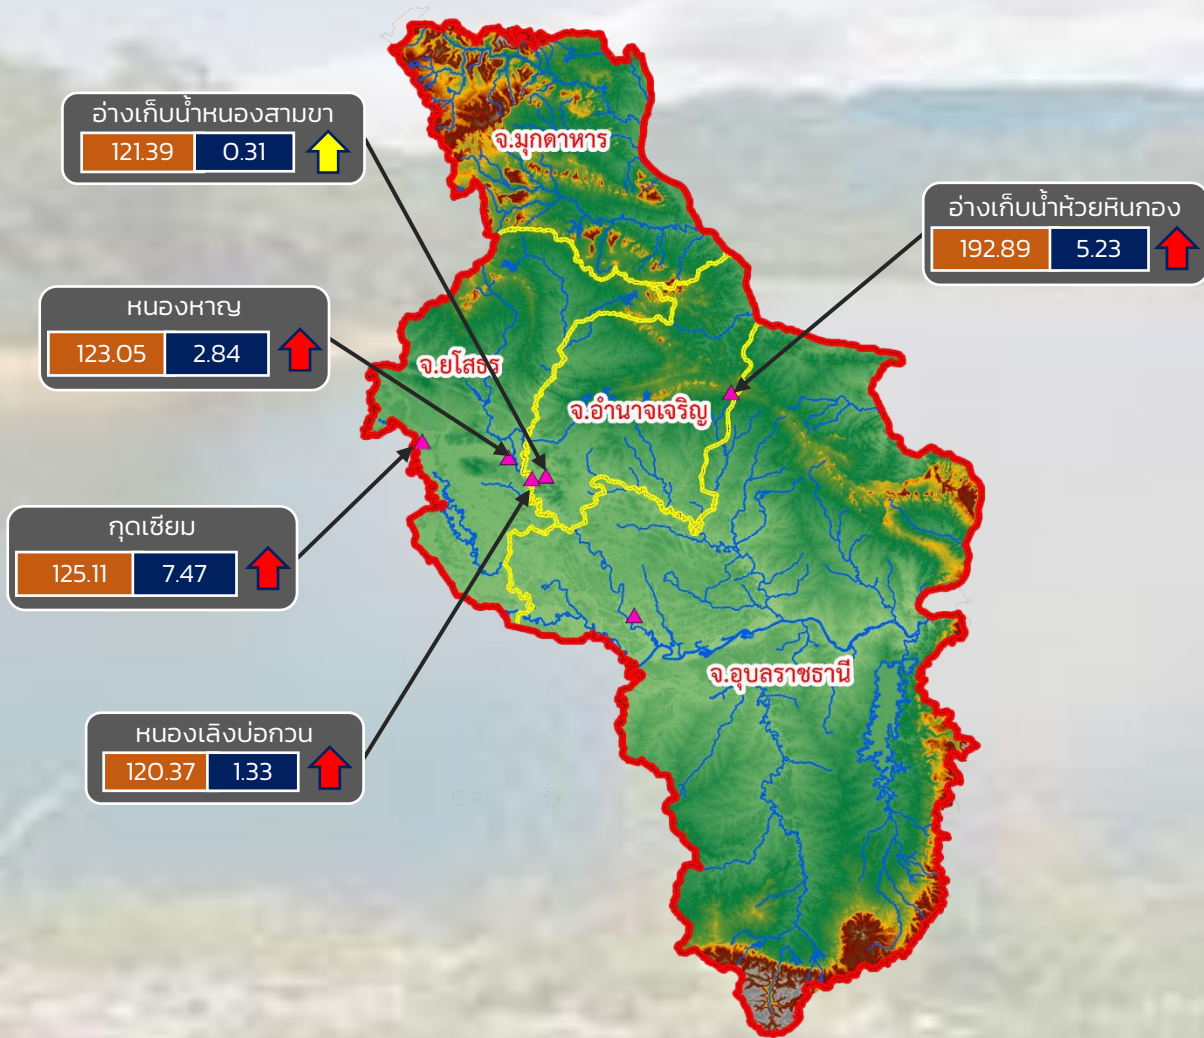 อ่างเก็บน้ำหนองสามขา
121.39 0.31
จ.มุกดาหาร
อ่างเก็บน้ำห้วยหินกอง
192.89 5.23
หนองหาญ
123.05 2.84
จ.ยโสธร
จ.อำนาจเจริญ
กุดเซียม
125.11 7.47
จ.อุบลราชธานี
หนองเลิงบ่อกวน
120.37 1.33